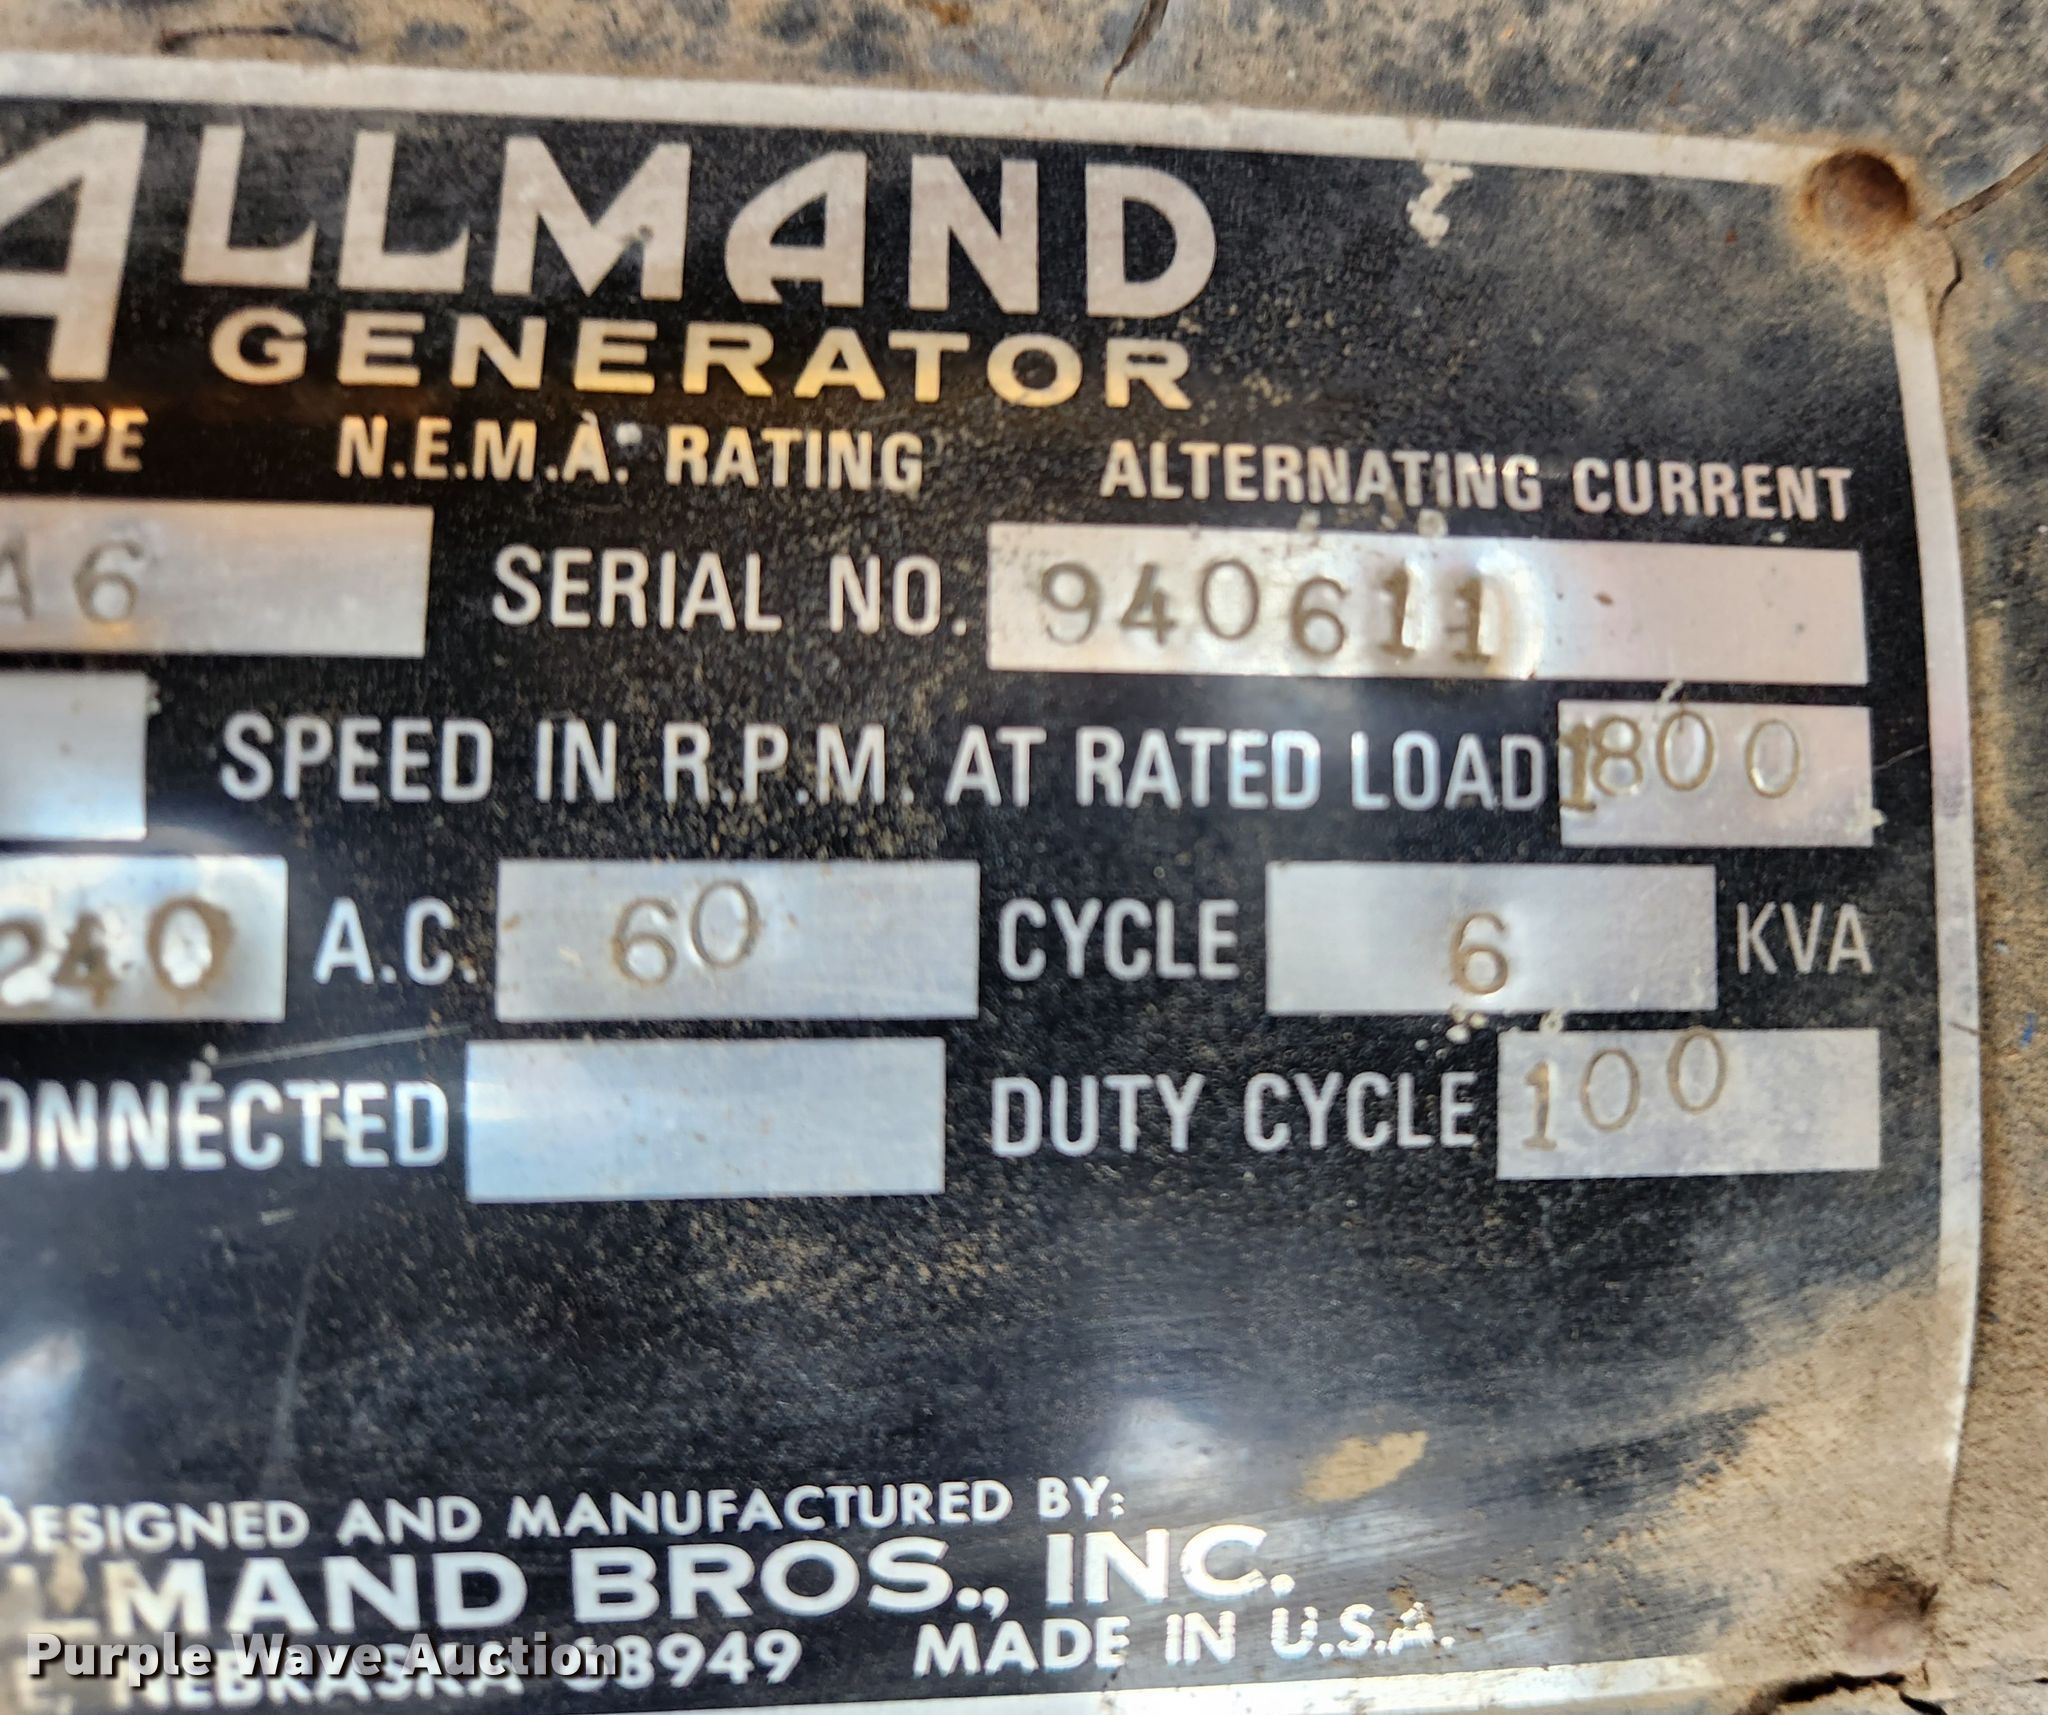 ALLMAND
GENERATOR
TYPE N.E.M.A. RATING ALTERNATING CURRENT
A6 SERIAL NO. 940611
SPEED IN R.P.M. AT RATED LOAD 1800
240 A.C. 60 CYCLE 6 KVA
ONNECTED DUTY CYCLE 100
DESIGNED AND MANUFACTURED BY:
LMAND BROS., INC.
E, NEBRASKA 68949 MADE IN U.S.A.
Purple Wave Auction